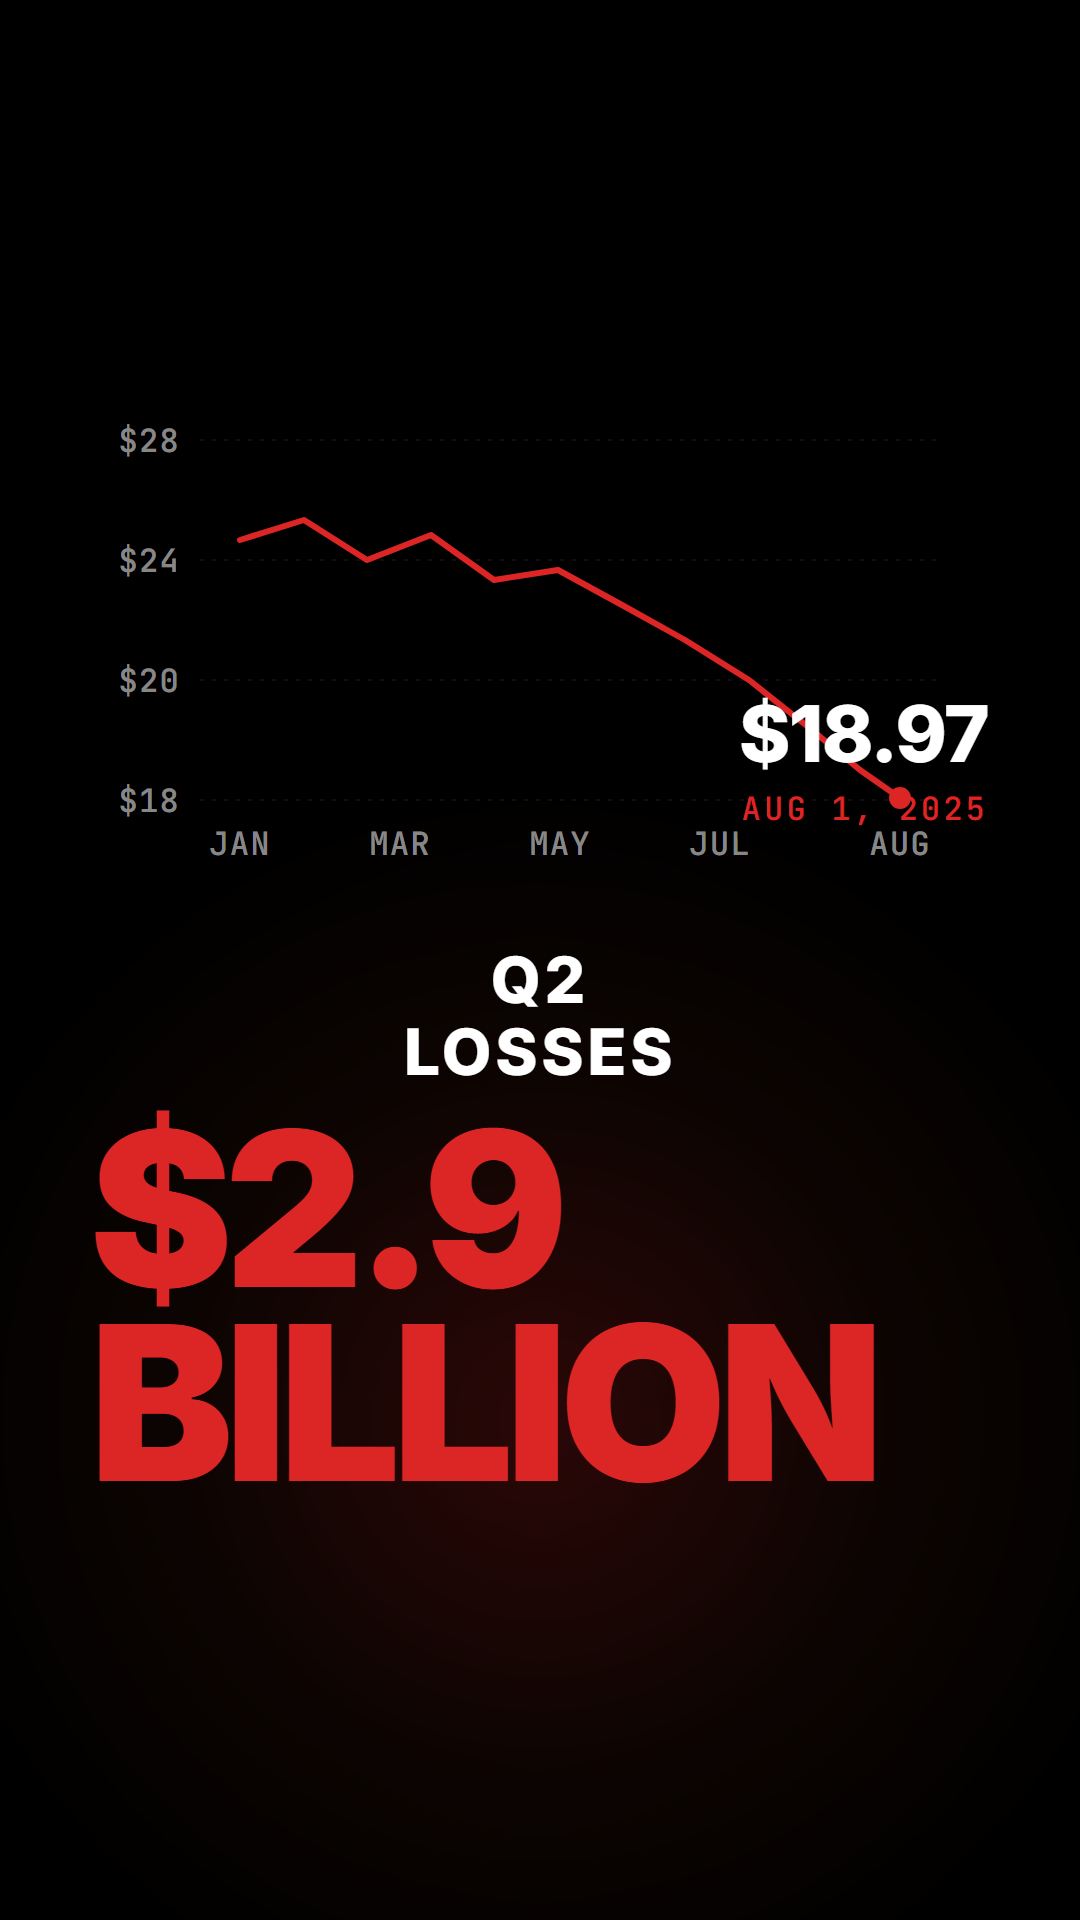 $28
$24
$20
$18.97
$18
AUG 1, 2025
JAN MAR MAY JUL AUG
Q2
LOSSES
$2.9
BILLION